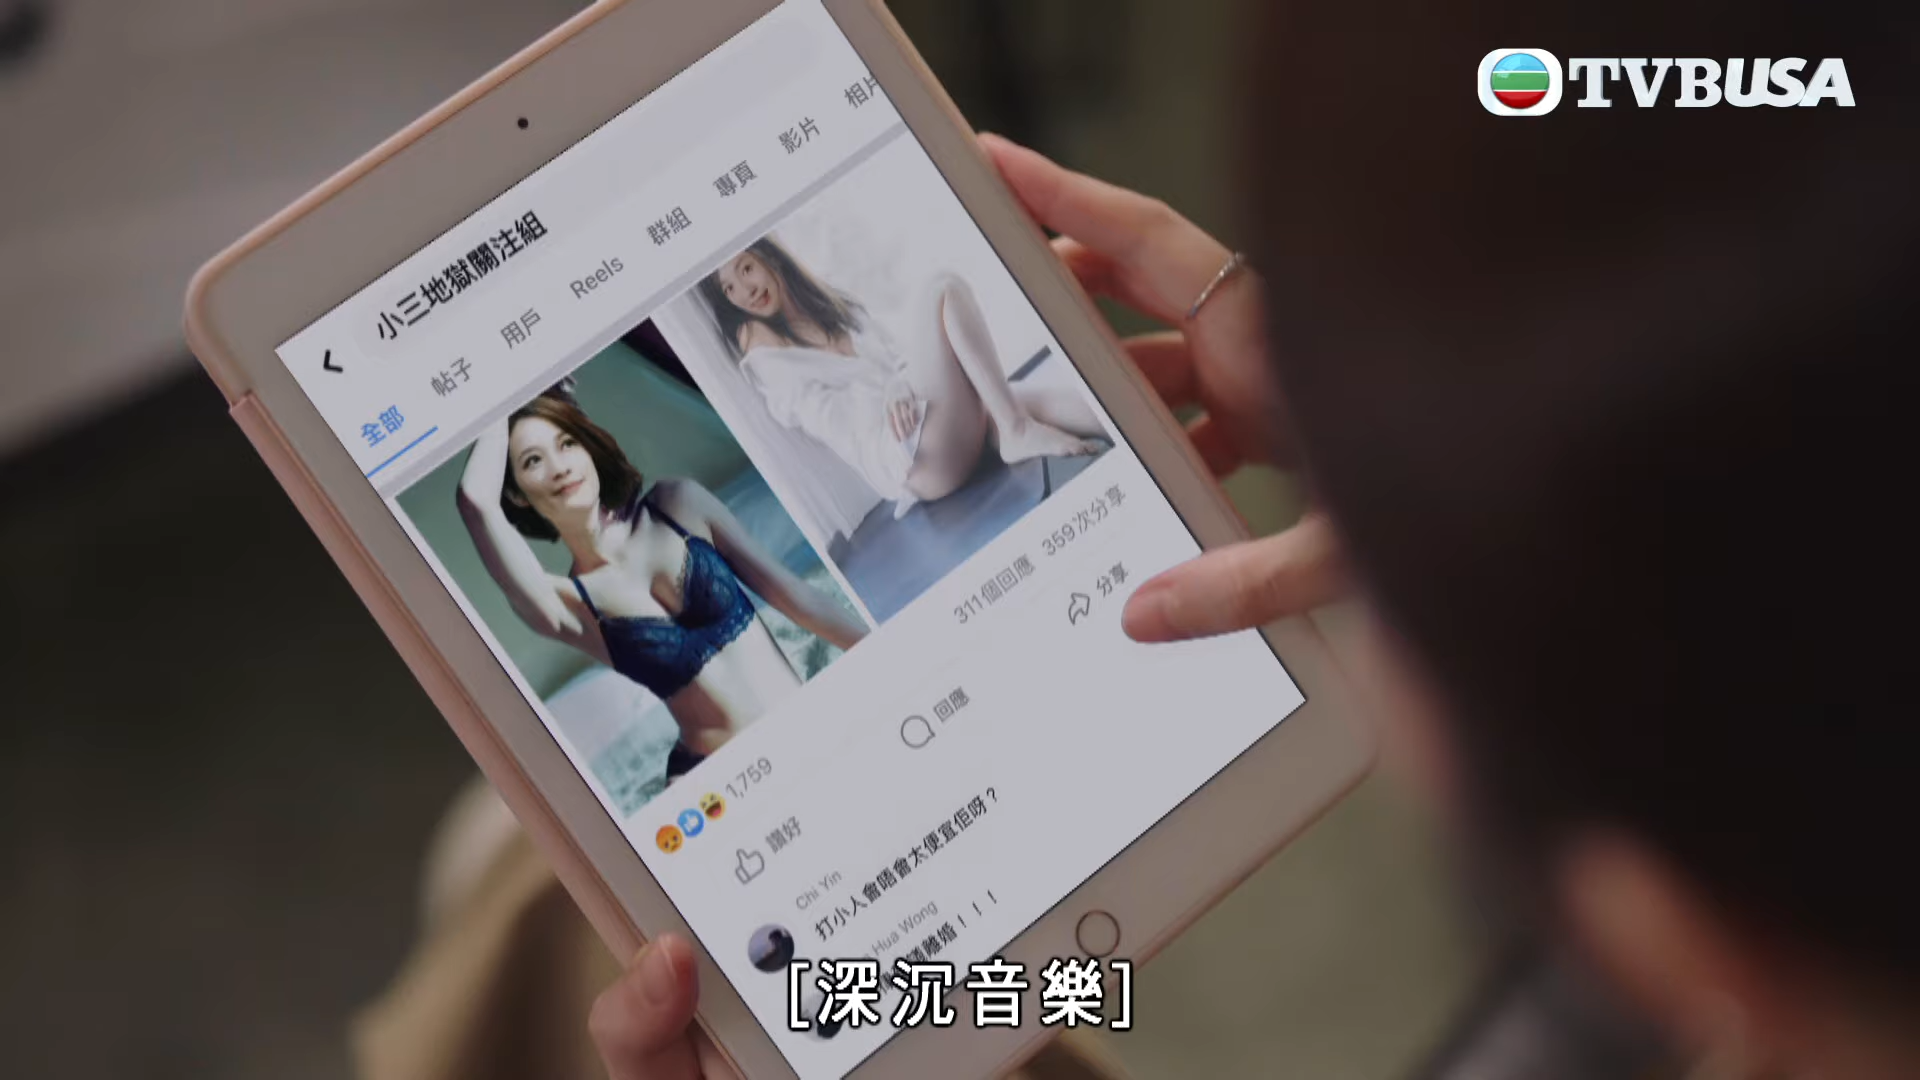 TVBUSA
小三地獄關注組
全部 帖子 用戶 Reels 群組 專頁 影片 相片
311個回應 359次分享
1,759
讚好 回應 分享
Chi Yin
打小人會唔會太便宜佢呀？
Hua Wong
離婚！！！
[深沉音樂]